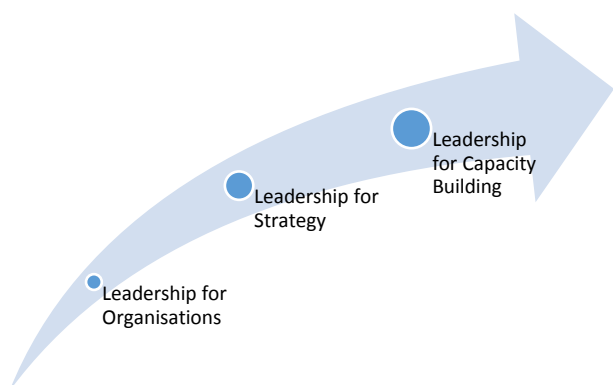 Leadership
for Capacity
Building
Leadership for
Strategy
Leadership for
Organisations